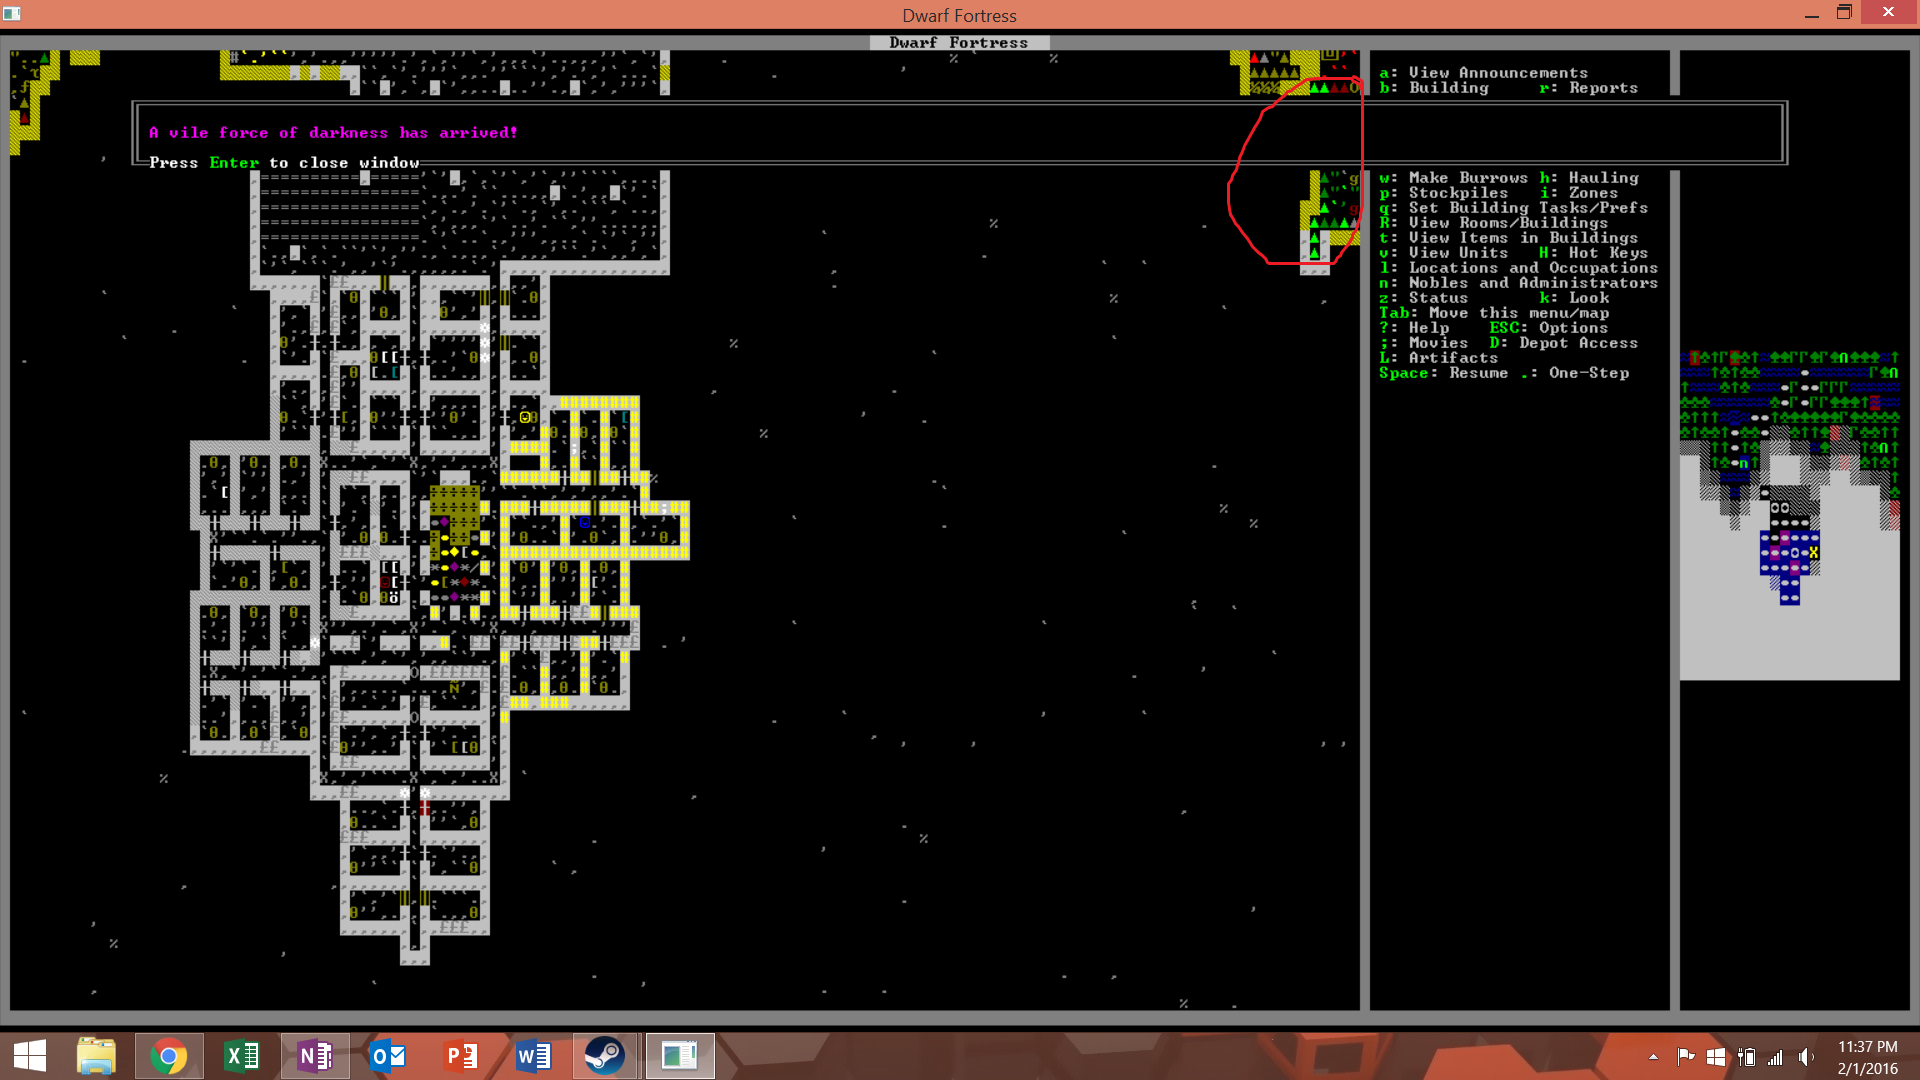 Dwarf Fortress
Dwarf Fortress
a: View Announcements
b: Building r: Reports
A vile force of darkness has arrived!
Press Enter to close window
w: Make Burrows h: Hauling
p: Stockpiles i: Zones
q: Set Building Tasks/Prefs
R: View Rooms/Buildings
t: View Items in Buildings
v: View Units H: Hot Keys
l: Locations and Occupations
n: Nobles and Administrators
z: Status k: Look
Tab: Move this menu/map
?: Help ESC: Options
;: Movies D: Depot Access
L: Artifacts
Space: Resume .: One-Step
11:37 PM
2/1/2016